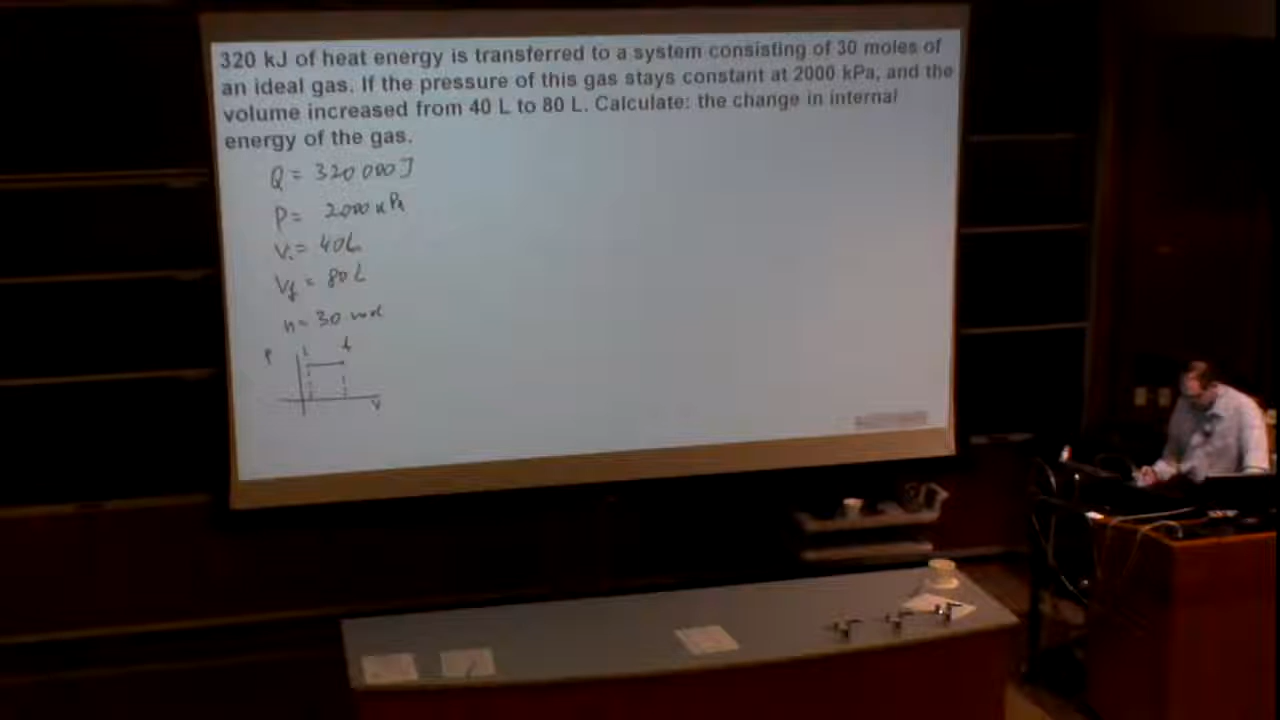 320 kJ of heat energy is transferred to a system consisting of 30 moles of
an ideal gas. If the pressure of this gas stays constant at 2000 kPa, and the
volume increased from 40 L to 80 L. Calculate: the change in internal
energy of the gas.
Q = 320 000 J
P = 2000 kPa
Vi = 40L
Vf = 80 L
n = 30 mol
P i f
V